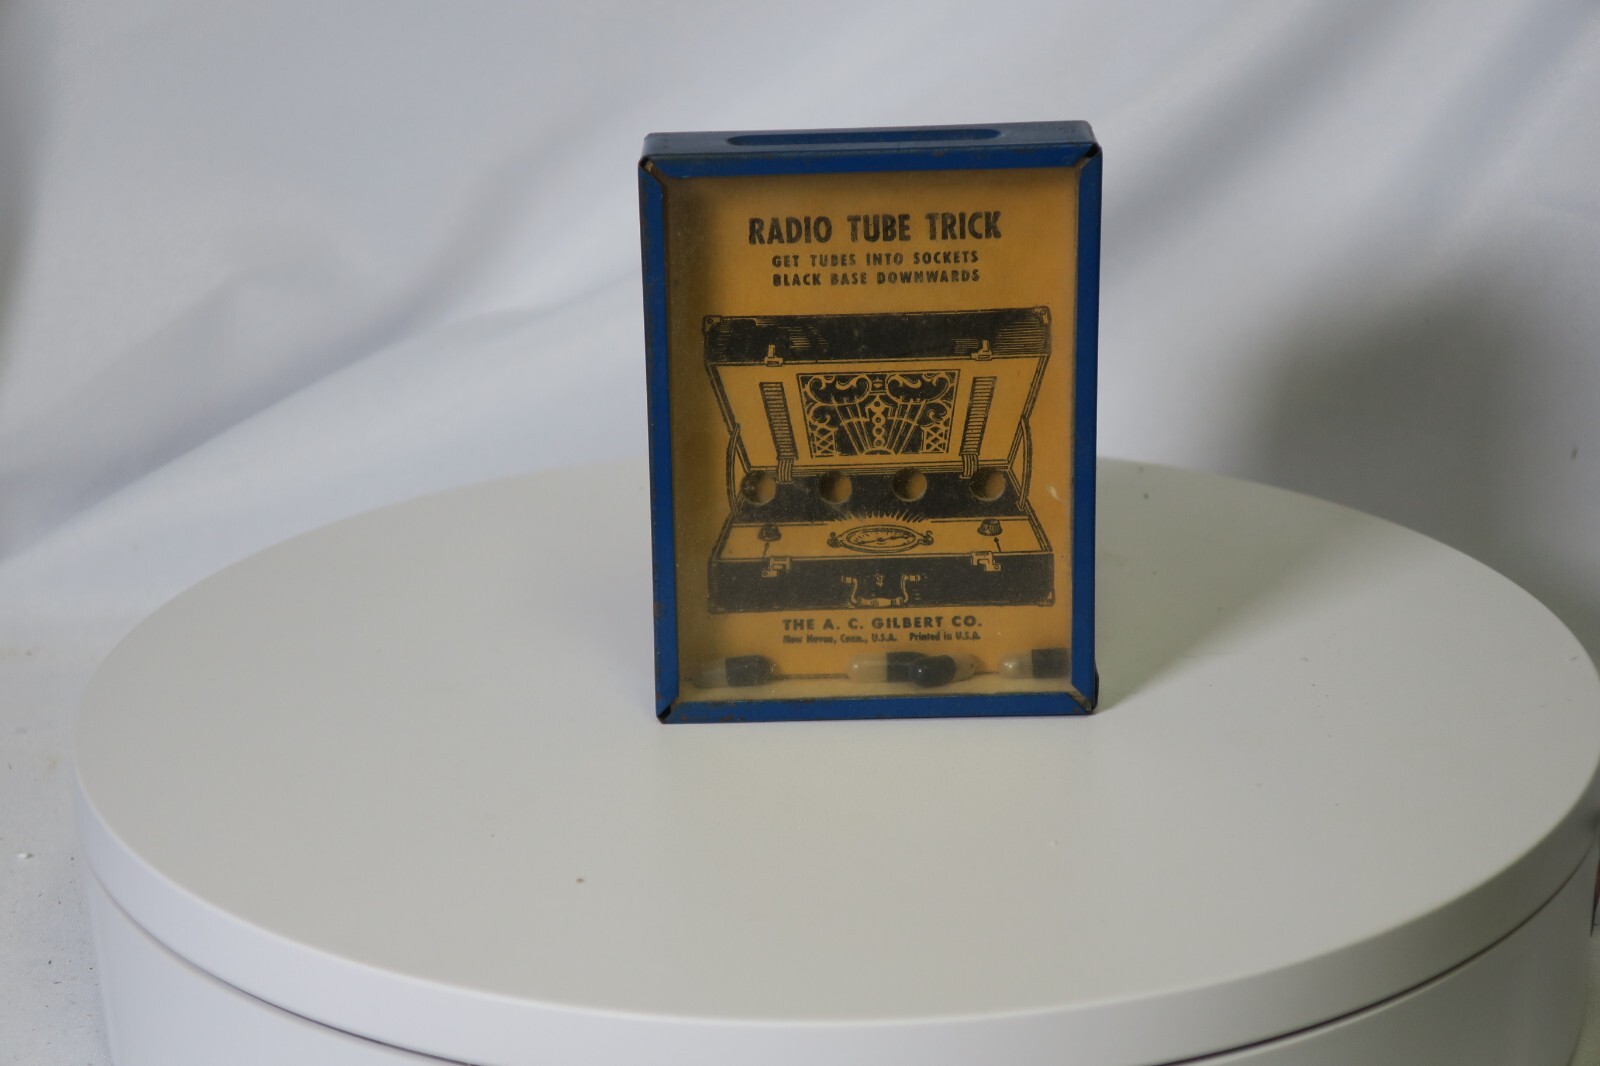 RADIO TUBE TRICK
GET TUBES INTO SOCKETS
BLACK BASE DOWNWARDS
THE A. C. GILBERT CO.
New Haven, Conn., U.S.A. Printed in U.S.A.